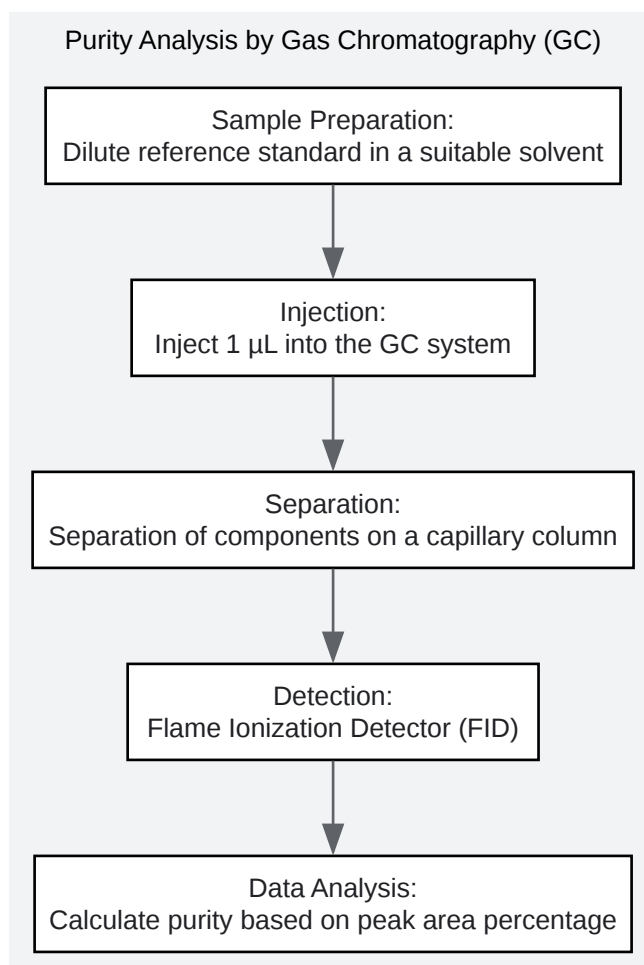 Purity Analysis by Gas Chromatography (GC)
Sample Preparation:
Dilute reference standard in a suitable solvent
Injection:
Inject 1 µL into the GC system
Separation:
Separation of components on a capillary column
Detection:
Flame Ionization Detector (FID)
Data Analysis:
Calculate purity based on peak area percentage